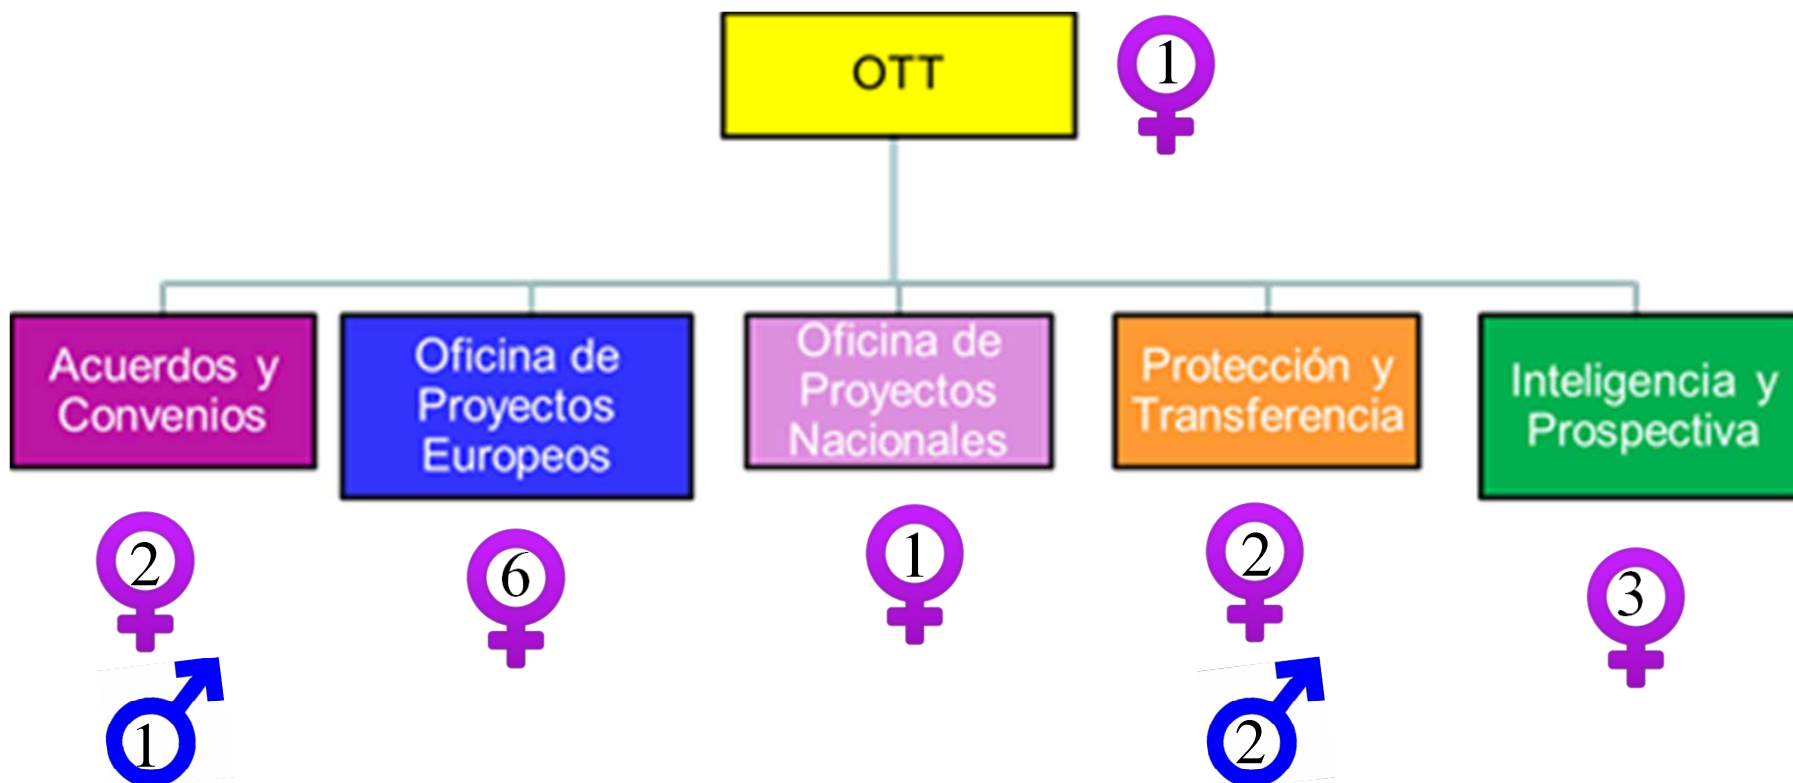 OTT
1
Acuerdos y
Convenios
Oficina de
Proyectos
Europeos
Oficina de
Proyectos
Nacionales
Protección y
Transferencia
Inteligencia y
Prospectiva
2
6
1
2
3
1
2